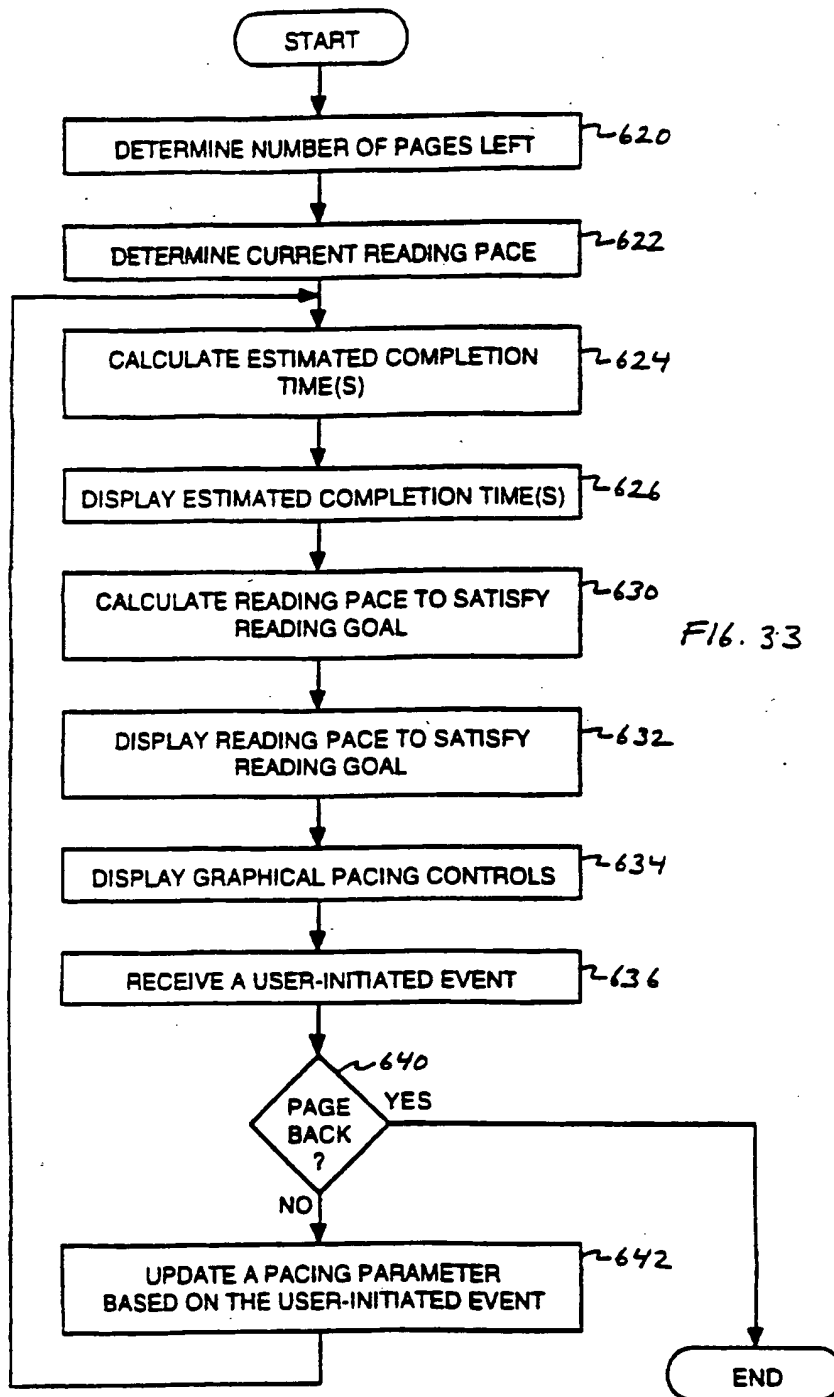 START
DETERMINE NUMBER OF PAGES LEFT
620
DETERMINE CURRENT READING PACE
622
CALCULATE ESTIMATED COMPLETION
TIME(S)
624
DISPLAY ESTIMATED COMPLETION TIME(S)
626
CALCULATE READING PACE TO SATISFY
READING GOAL
630
FIG. 33
DISPLAY READING PACE TO SATISFY
READING GOAL
632
DISPLAY GRAPHICAL PACING CONTROLS
634
RECEIVE A USER-INITIATED EVENT
636
640
PAGE
BACK
?
YES
NO
UPDATE A PACING PARAMETER
BASED ON THE USER-INITIATED EVENT
642
END